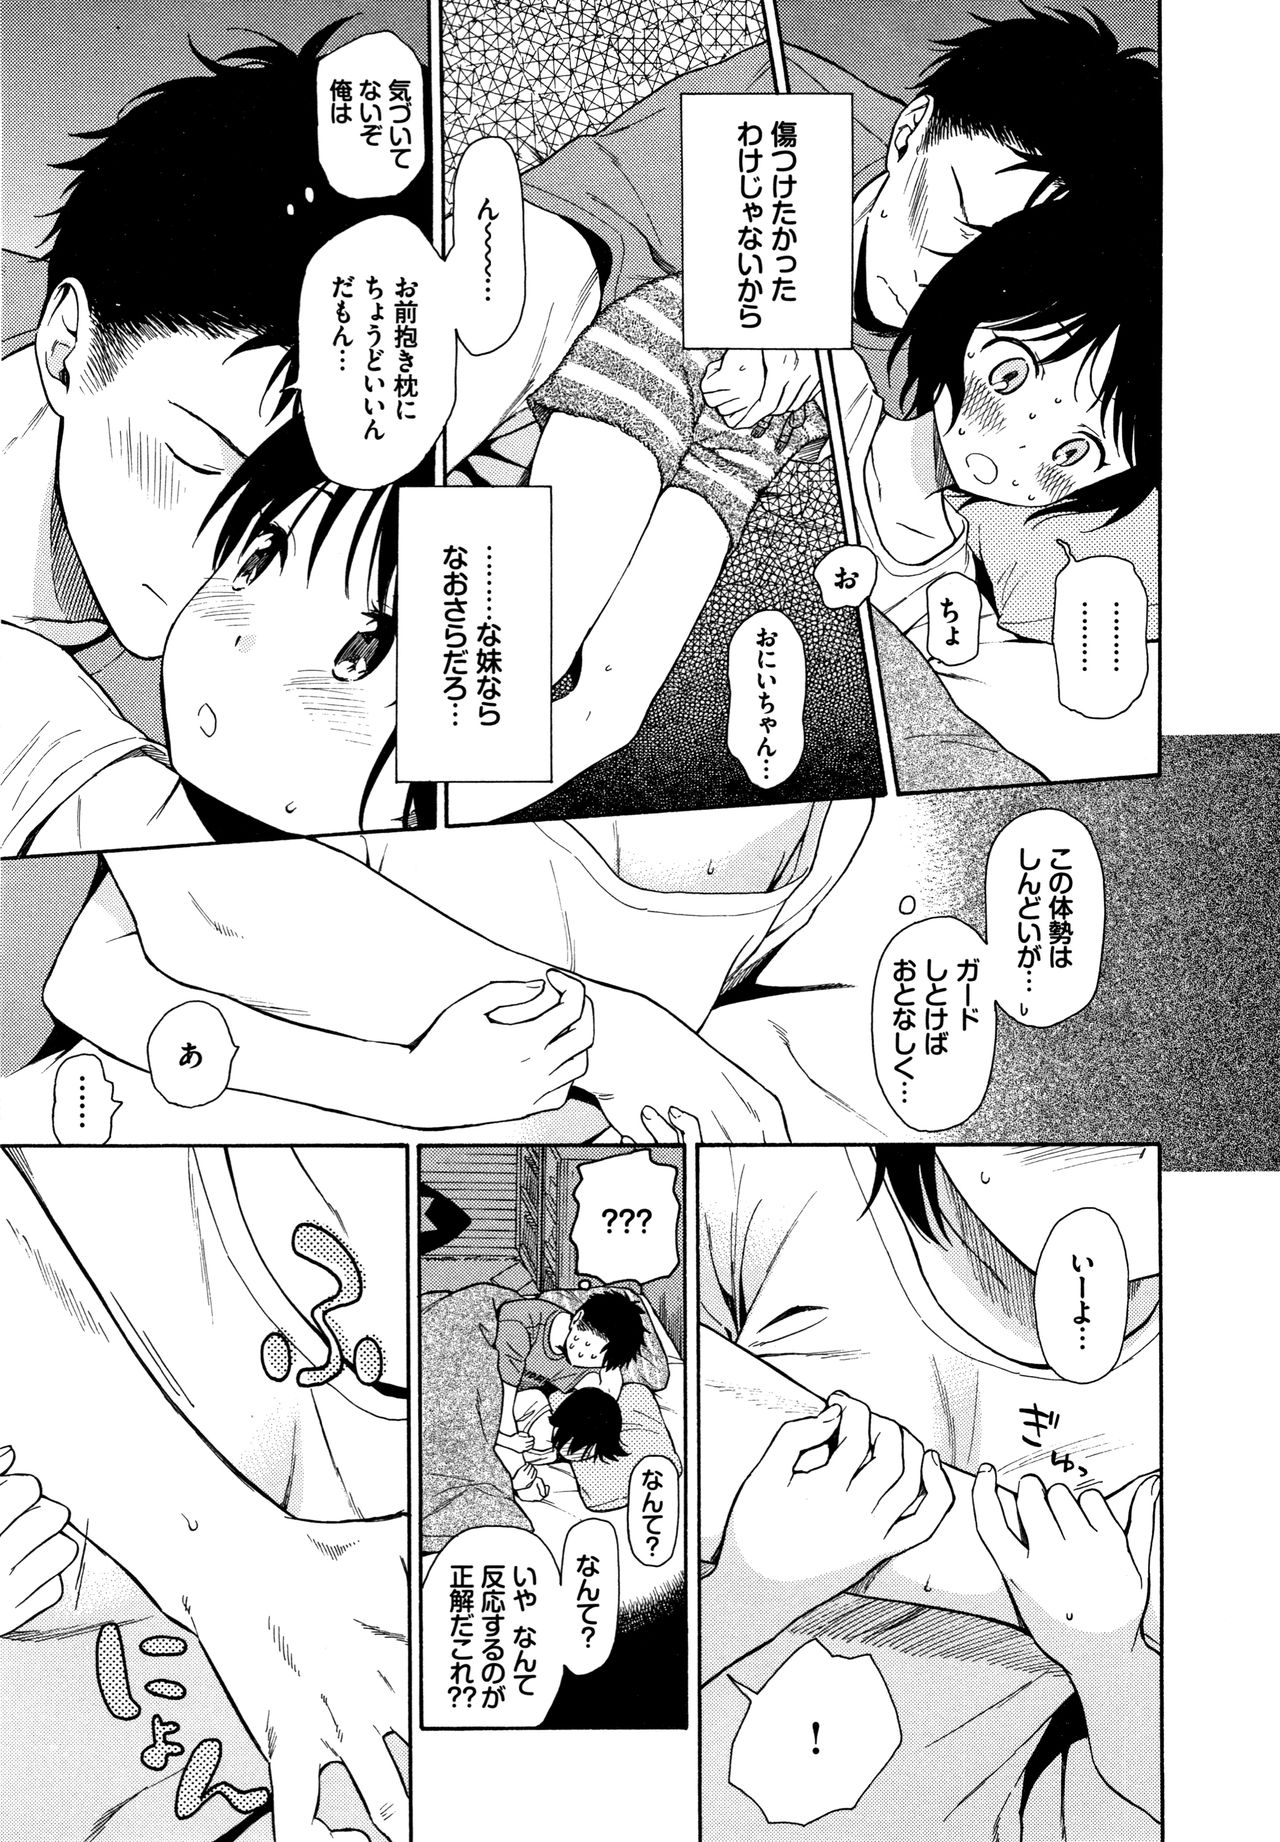 傷つけたかった
わけじゃないから
…………
ちょ
お
おにいちゃん…
ん～～～～…
お前抱き枕に
ちょうどいいん
だもん…
気づいて
ないぞ
俺は
………な妹なら
なおさらだろ…
この体勢は
しんどいが…
ガード
しとけば
おとなしく…
あ
……
いーよ…
ぎゅっ
！
???
なんて？
なんて？
いや なんて
反応するのが
正解だこれ??
ふ
にょん